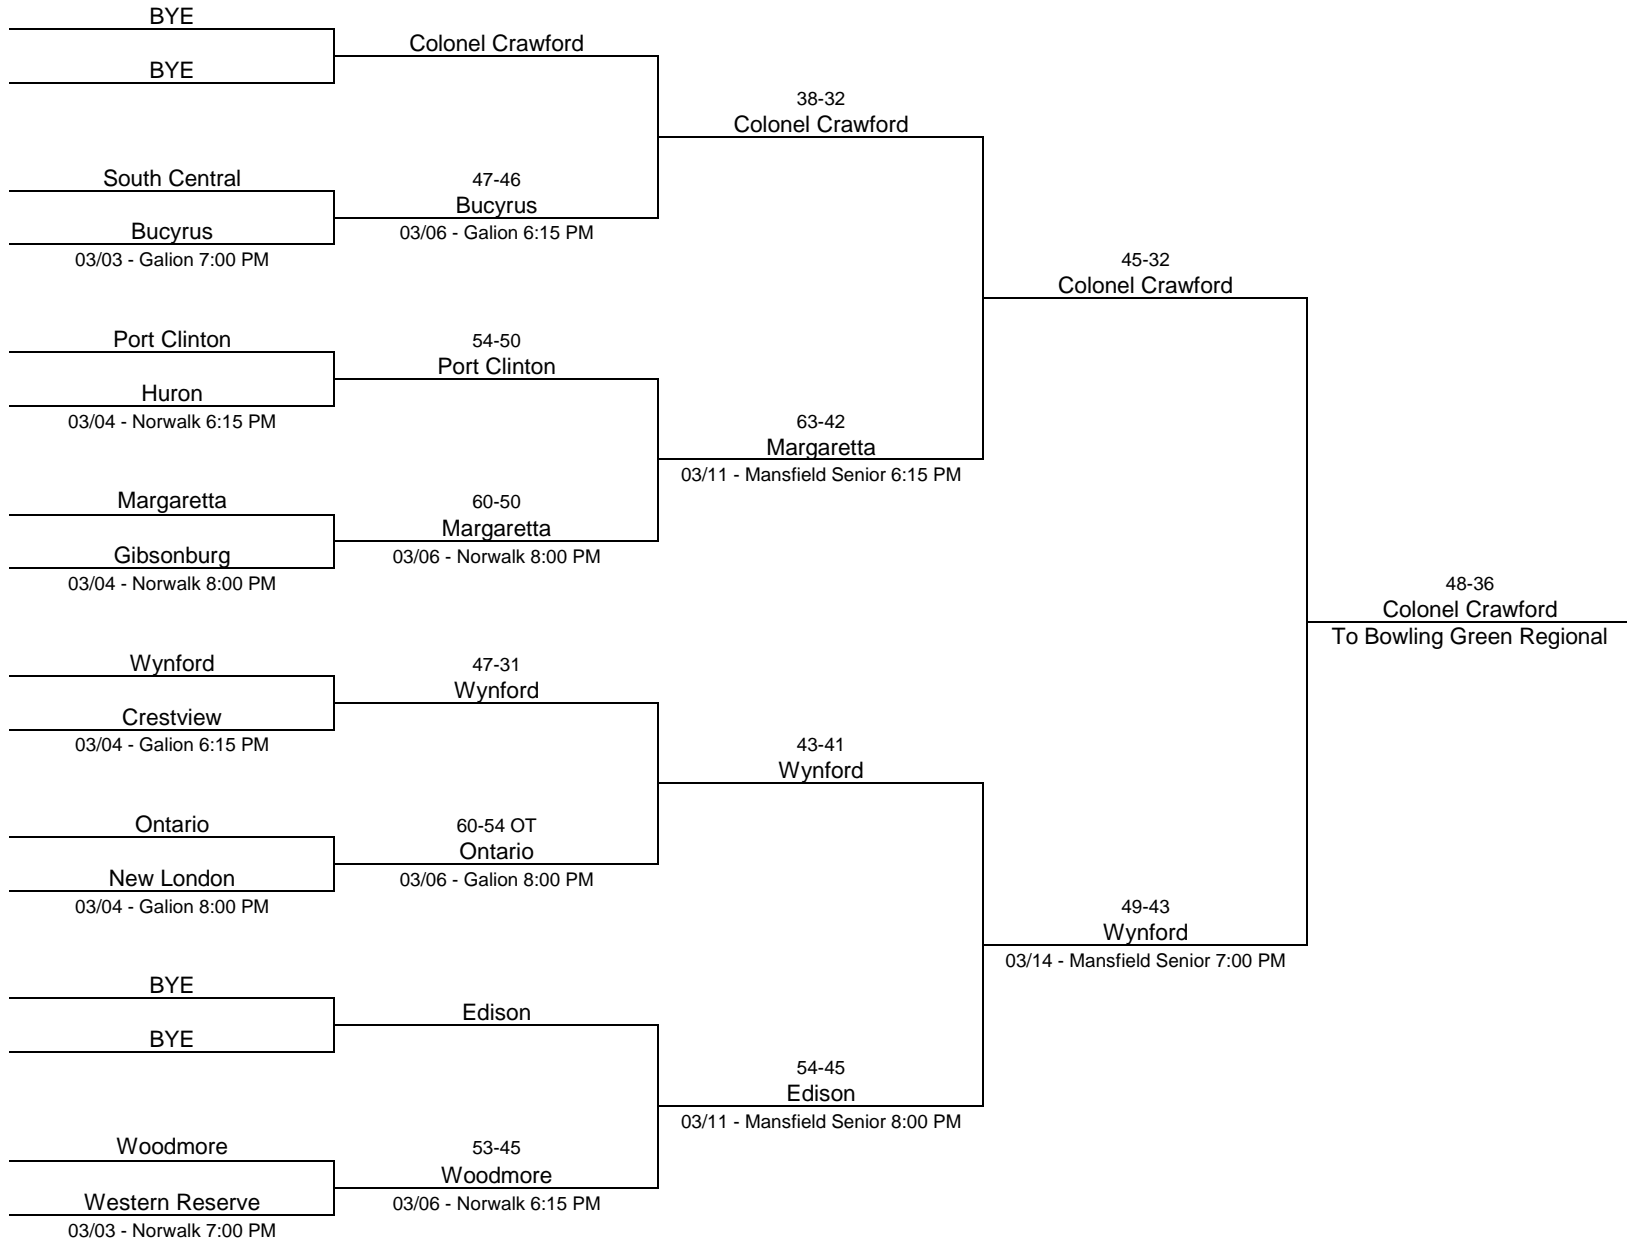 BYE
BYE
South Central
Bucyrus
03/03 - Galion 7:00 PM
Port Clinton
Huron
03/04 - Norwalk 6:15 PM
Margaretta
Gibsonburg
03/04 - Norwalk 8:00 PM
Wynford
Crestview
03/04 - Galion 6:15 PM
Ontario
New London
03/04 - Galion 8:00 PM
BYE
BYE
Woodmore
Western Reserve
03/03 - Norwalk 7:00 PM
Colonel Crawford
47-46
Bucyrus
03/06 - Galion 6:15 PM
54-50
Port Clinton
60-50
Margaretta
03/06 - Norwalk 8:00 PM
47-31
Wynford
60-54 OT
Ontario
03/06 - Galion 8:00 PM
Edison
53-45
Woodmore
03/06 - Norwalk 6:15 PM
38-32
Colonel Crawford
63-42
Margaretta
03/11 - Mansfield Senior 6:15 PM
43-41
Wynford
54-45
Edison
03/11 - Mansfield Senior 8:00 PM
45-32
Colonel Crawford
49-43
Wynford
03/14 - Mansfield Senior 7:00 PM
48-36
Colonel Crawford
To Bowling Green Regional